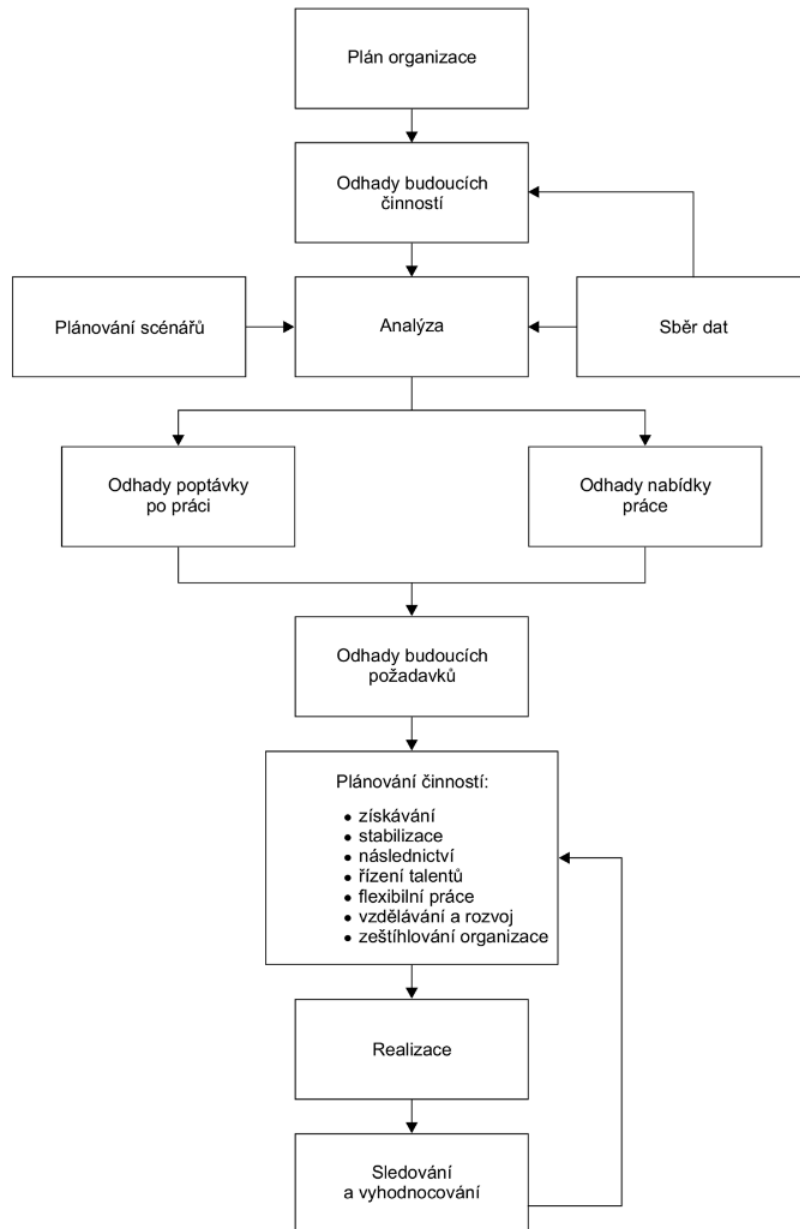 Plán organizace
Odhady budoucích
činností
Plánování scénářů
Analýza
Sběr dat
Odhady poptávky
po práci
Odhady nabídky
práce
Odhady budoucích
požadavků
Plánování činností:
• získávání
• stabilizace
• následnictví
• řízení talentů
• flexibilní práce
• vzdělávání a rozvoj
• zeštíhlování organizace
Realizace
Sledování
a vyhodnocování